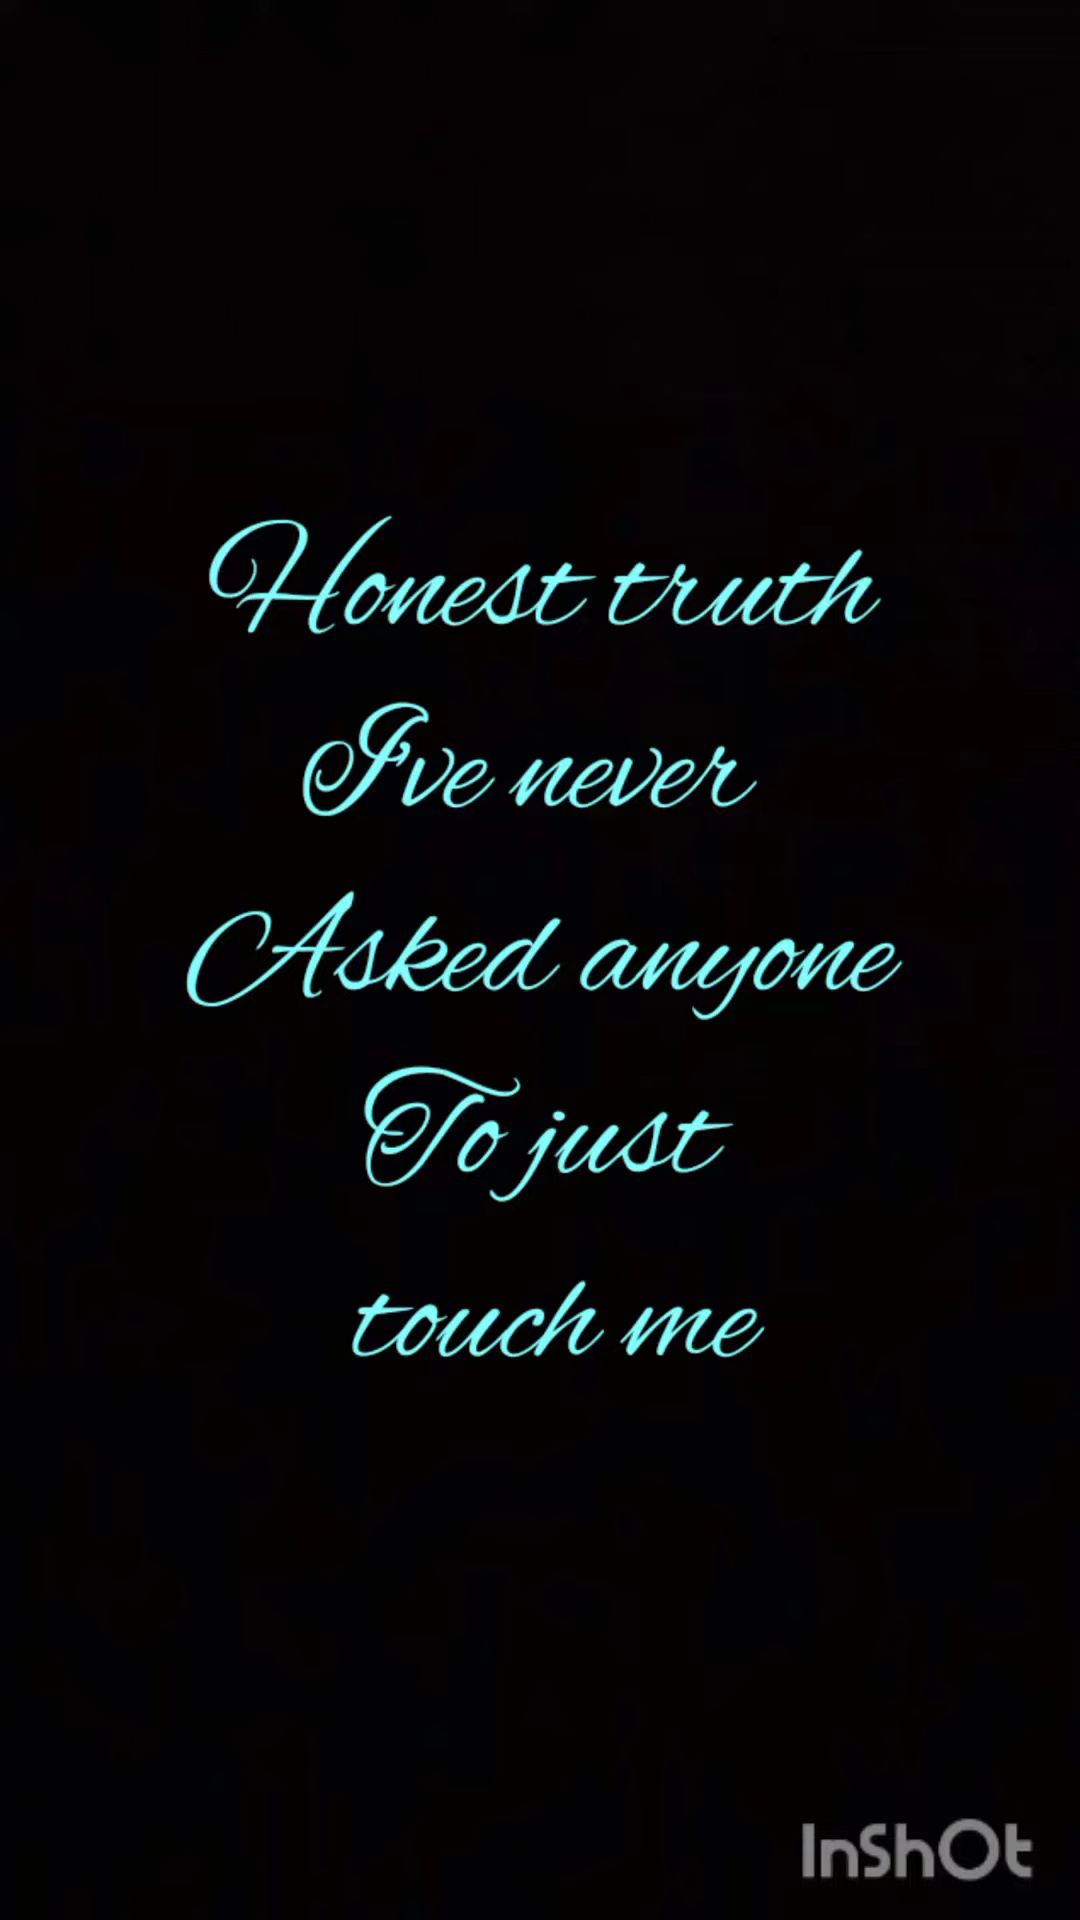 Honest truth
I've never
Asked anyone
To just
touch me
InShOt